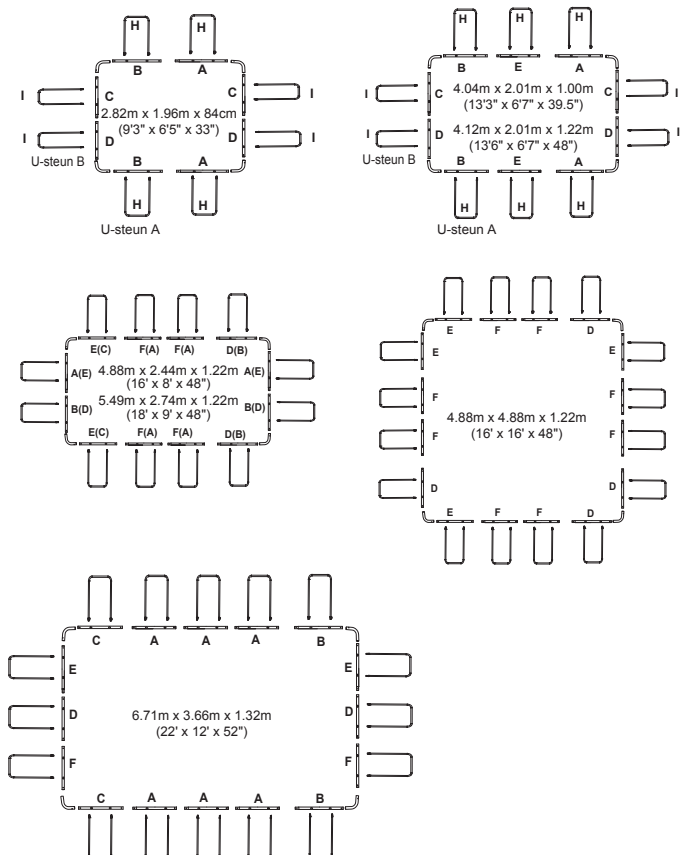 H H
B A
I C 2.82m x 1.96m x 84cm C I
(9'3" x 6'5" x 33")
I D D I
U-steun B
B A
H H
U-steun A
H H H
B E A
I C 4.04m x 2.01m x 1.00m C I
(13'3" x 6'7" x 39.5")
I D 4.12m x 2.01m x 1.22m D I
(13'6" x 6'7" x 48")
U-steun B
B E A
H H H
U-steun A
E(C) F(A) F(A) D(B)
A(E) 4.88m x 2.44m x 1.22m A(E)
(16' x 8' x 48")
B(D) 5.49m x 2.74m x 1.22m B(D)
(18' x 9' x 48")
E(C) F(A) F(A) D(B)
E F F D
E E
F F
4.88m x 4.88m x 1.22m
(16' x 16' x 48")
F F
D D
E F F D
C A A A B
E E
D 6.71m x 3.66m x 1.32m D
(22' x 12' x 52")
F F
C A A A B